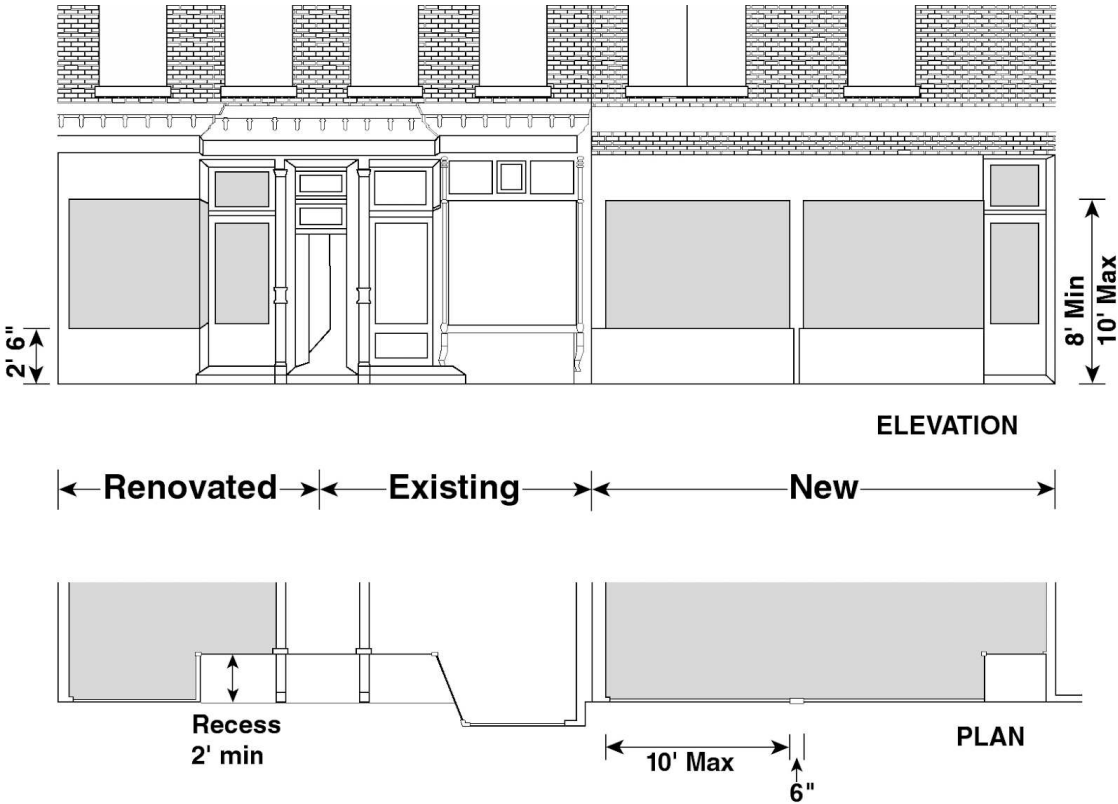 2' 6"
8' Min
10' Max
ELEVATION
Renovated
Existing
New
Recess
2' min
10' Max
6"
PLAN